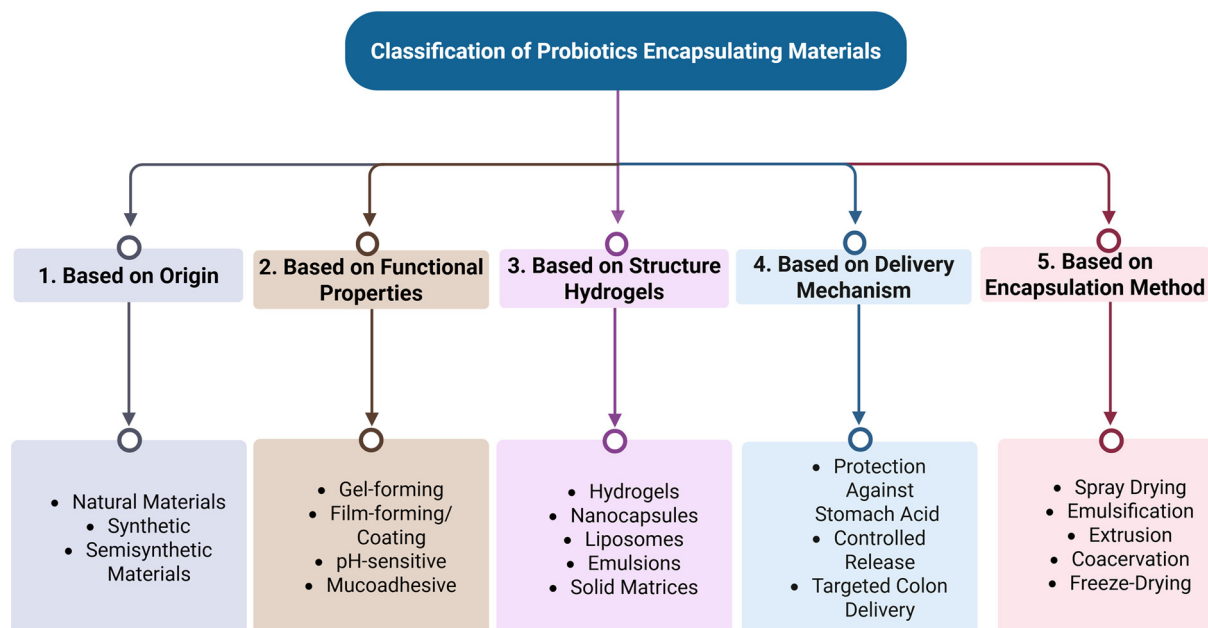 Classification of Probiotics Encapsulating Materials
1. Based on Origin
• Natural Materials
• Synthetic
• Semisynthetic
Materials
2. Based on Functional
Properties
• Gel-forming
• Film-forming/
Coating
• pH-sensitive
• Mucoadhesive
3. Based on Structure
Hydrogels
• Hydrogels
• Nanocapsules
• Liposomes
• Emulsions
• Solid Matrices
4. Based on Delivery
Mechanism
• Protection
Against
Stomach Acid
• Controlled
Release
• Targeted Colon
Delivery
5. Based on
Encapsulation Method
• Spray Drying
• Emulsification
• Extrusion
• Coacervation
• Freeze-Drying